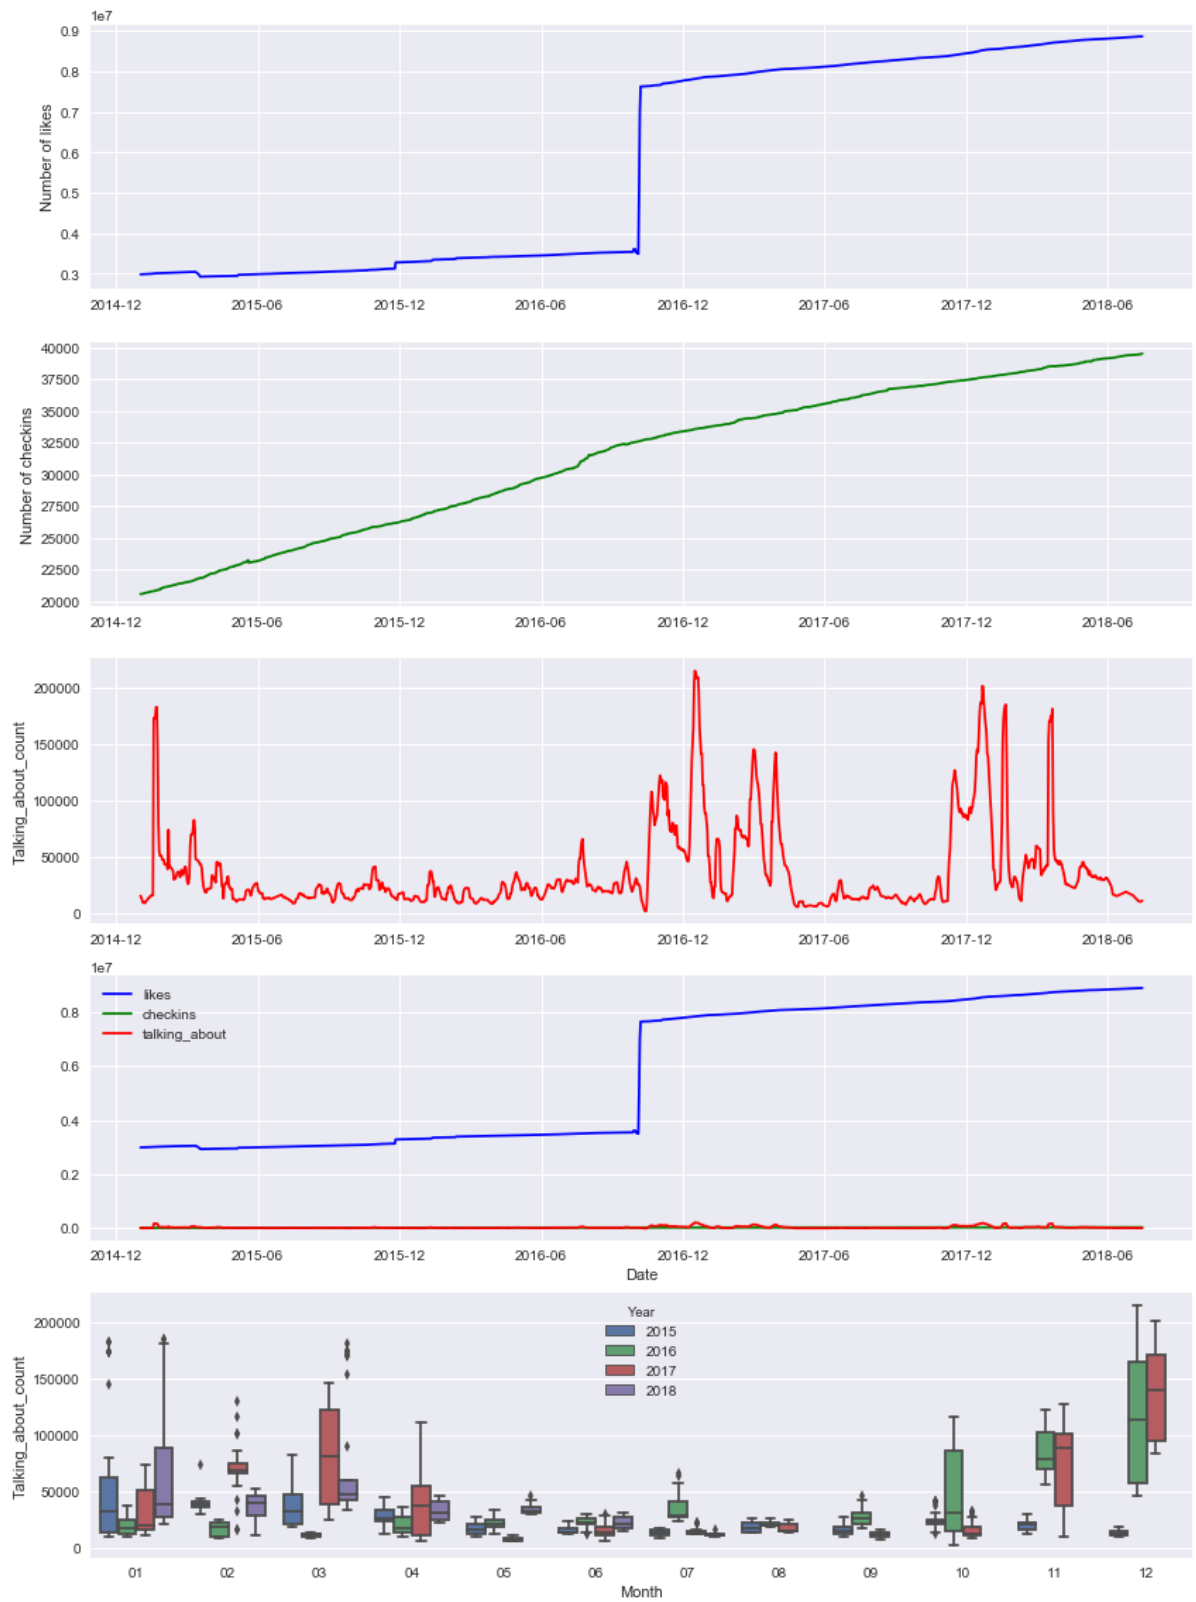 1e7
0.9
0.8
0.7
0.6
0.5
0.4
0.3
Number of likes
2014-12 2015-06 2015-12 2016-06 2016-12 2017-06 2017-12 2018-06
40000
37500
35000
32500
30000
27500
25000
22500
20000
Number of checkins
2014-12 2015-06 2015-12 2016-06 2016-12 2017-06 2017-12 2018-06
200000
150000
100000
50000
0
Talking_about_count
2014-12 2015-06 2015-12 2016-06 2016-12 2017-06 2017-12 2018-06
1e7
likes
checkins
talking_about
0.8
0.6
0.4
0.2
0.0
2014-12 2015-06 2015-12 2016-06 2016-12 2017-06 2017-12 2018-06
Date
Year
2015
2016
2017
2018
200000
150000
100000
50000
0
Talking_about_count
01 02 03 04 05 06 07 08 09 10 11 12
Month